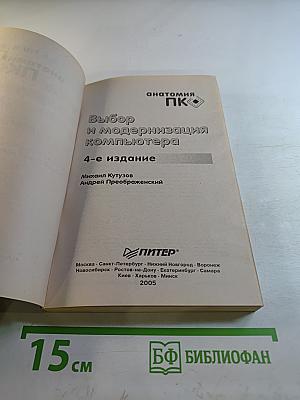 анатомия
ПК
Выбор
и модернизация
компьютера
4-е издание
Михаил Кутузов
Андрей Преображенский
ПИТЕР®
Москва · Санкт-Петербург · Нижний Новгород · Воронеж
Новосибирск · Ростов-на-Дону · Екатеринбург · Самара
Киев · Харьков · Минск
2005
15 см
БФ БИБЛИОФАН